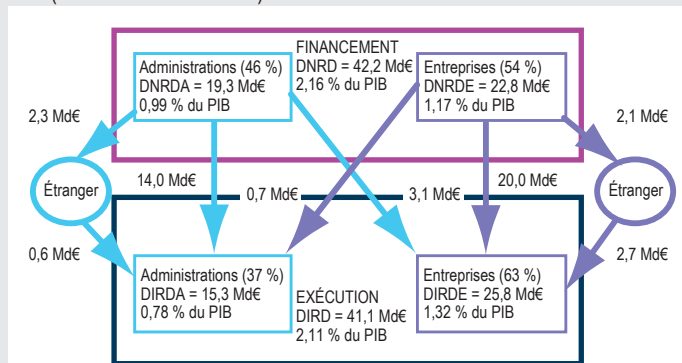 FINANCEMENT
DNRD = 42,2 Md€
2,16 % du PIB
Administrations (46 %)
DNRDA = 19,3 Md€
0,99 % du PIB
Entreprises (54 %)
DNRDE = 22,8 Md€
1,17 % du PIB
2,3 Md€
2,1 Md€
Étranger
14,0 Md€
0,7 Md€
3,1 Md€
20,0 Md€
Étranger
0,6 Md€
2,7 Md€
Administrations (37 %)
DIRDA = 15,3 Md€
0,78 % du PIB
EXÉCUTION
DIRD = 41,1 Md€
2,11 % du PIB
Entreprises (63 %)
DIRDE = 25,8 Md€
1,32 % du PIB